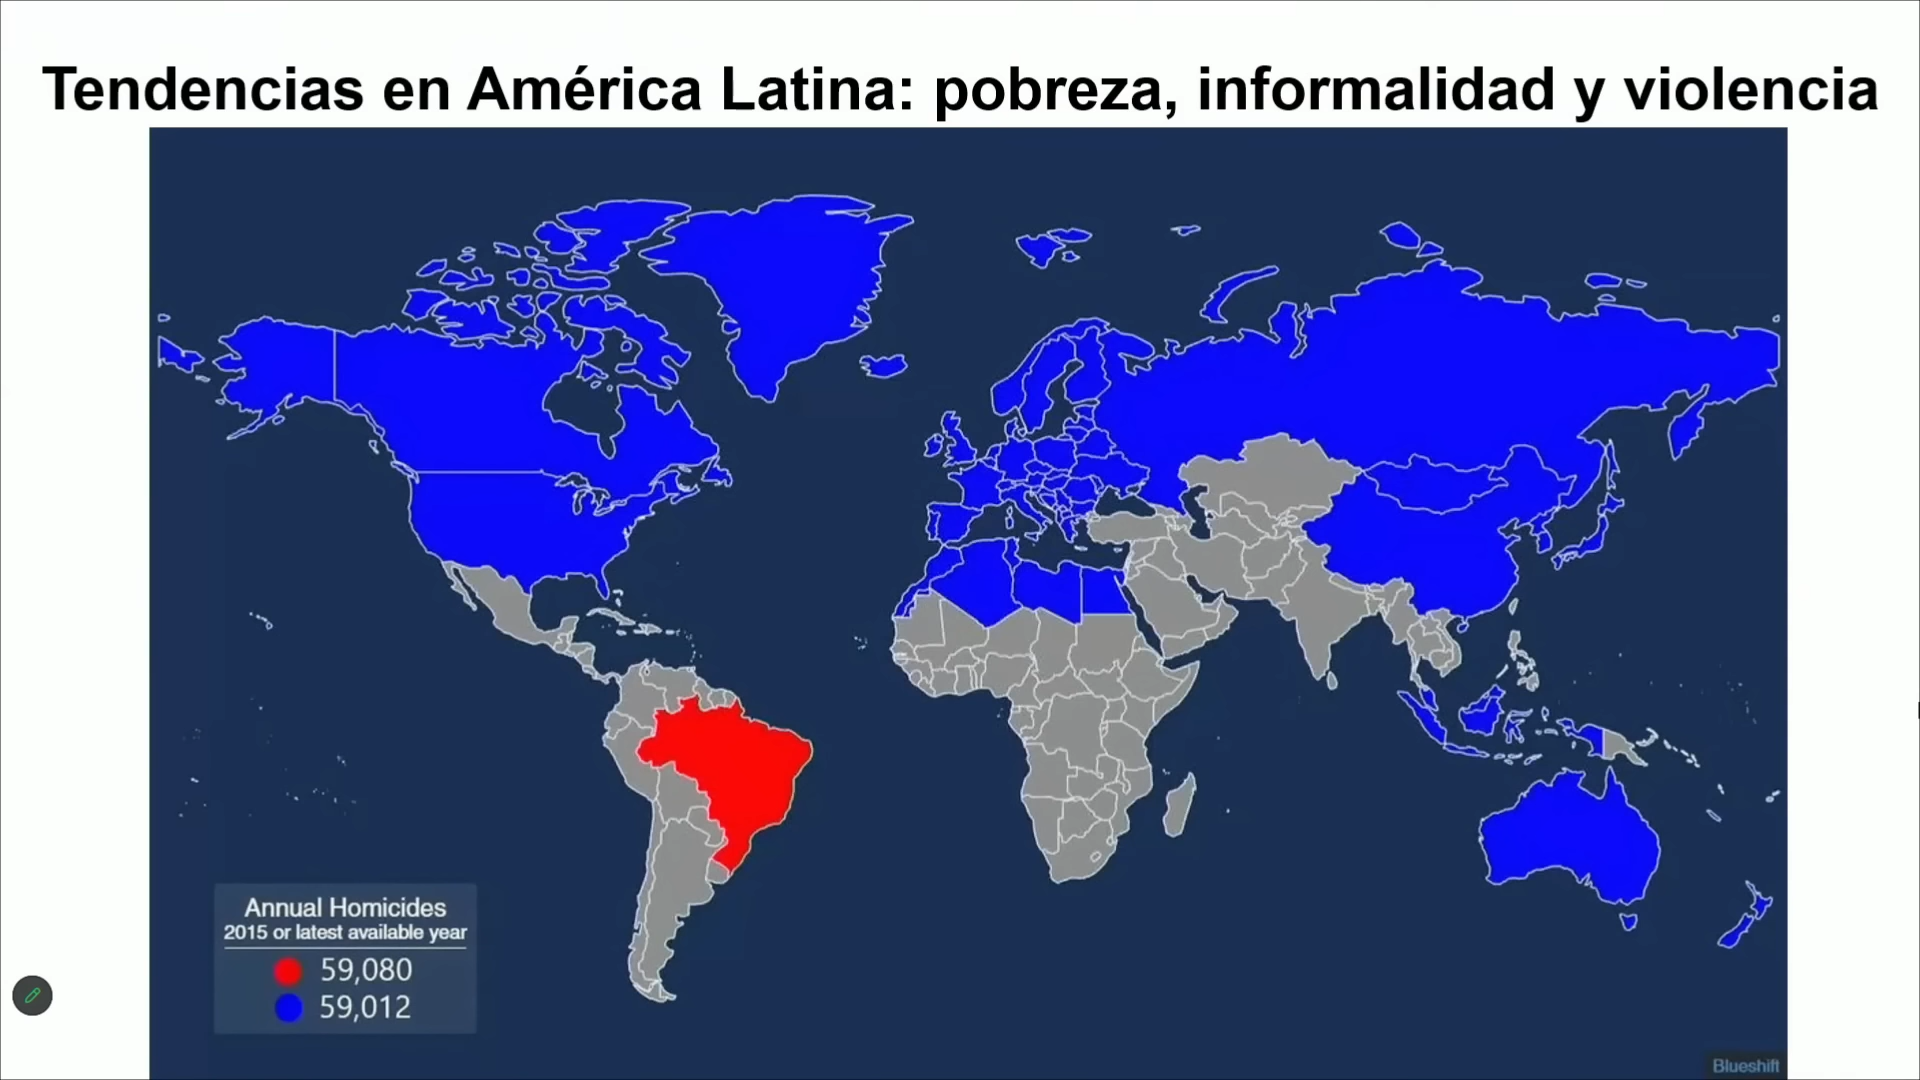 Tendencias en América Latina: pobreza, informalidad y violencia
Annual Homicides
2015 or latest available year
59,080
59,012
Blueshift